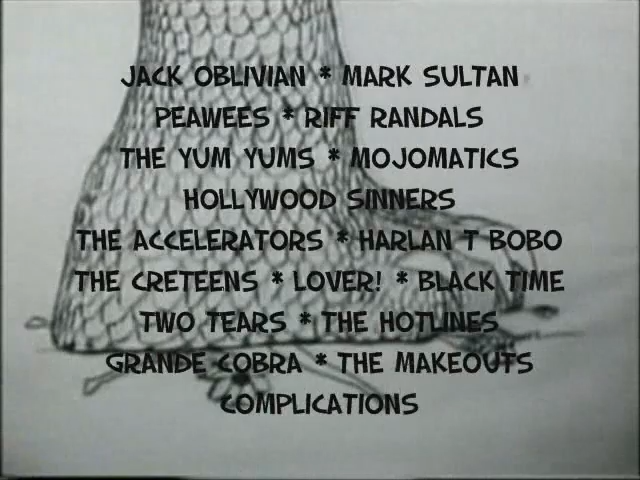 JACK OBLIVIAN * MARK SULTAN
PEAWEES * RIFF RANDALS
THE YUM YUMS * MOJOMATICS
HOLLYWOOD SINNERS
THE ACCELERATORS * HARLAN T BOBO
THE CRETEENS * LOVER! * BLACK TIME
TWO TEARS * THE HOTLINES
GRANDE COBRA * THE MAKEOUTS
COMPLICATIONS